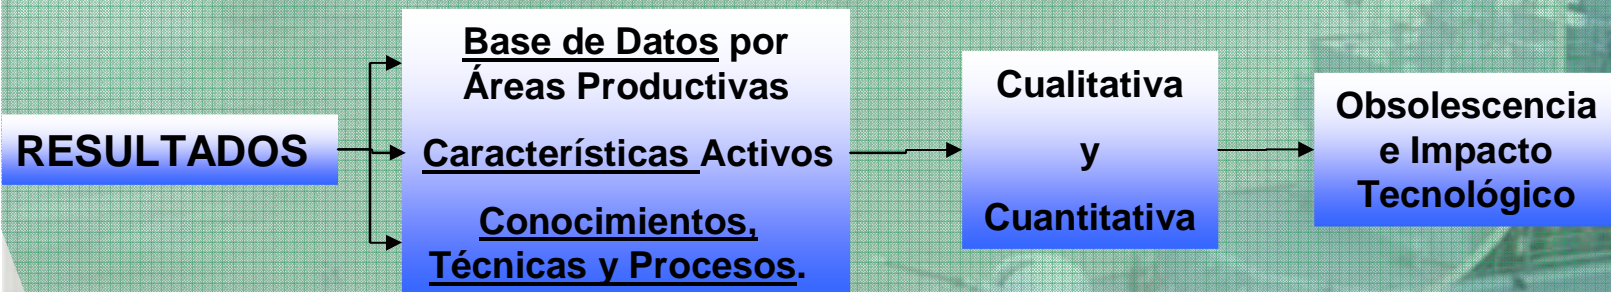 RESULTADOS
Base de Datos por
Áreas Productivas
Características Activos
Conocimientos,
Técnicas y Procesos.
Cualitativa
y
Cuantitativa
Obsolescencia
e Impacto
Tecnológico